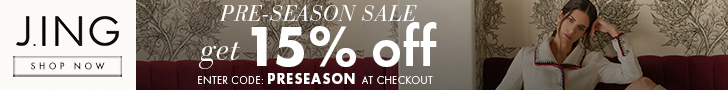 J.ING
SHOP NOW
PRE-SEASON SALE
get 15% off
ENTER CODE: PRESEASON AT CHECKOUT